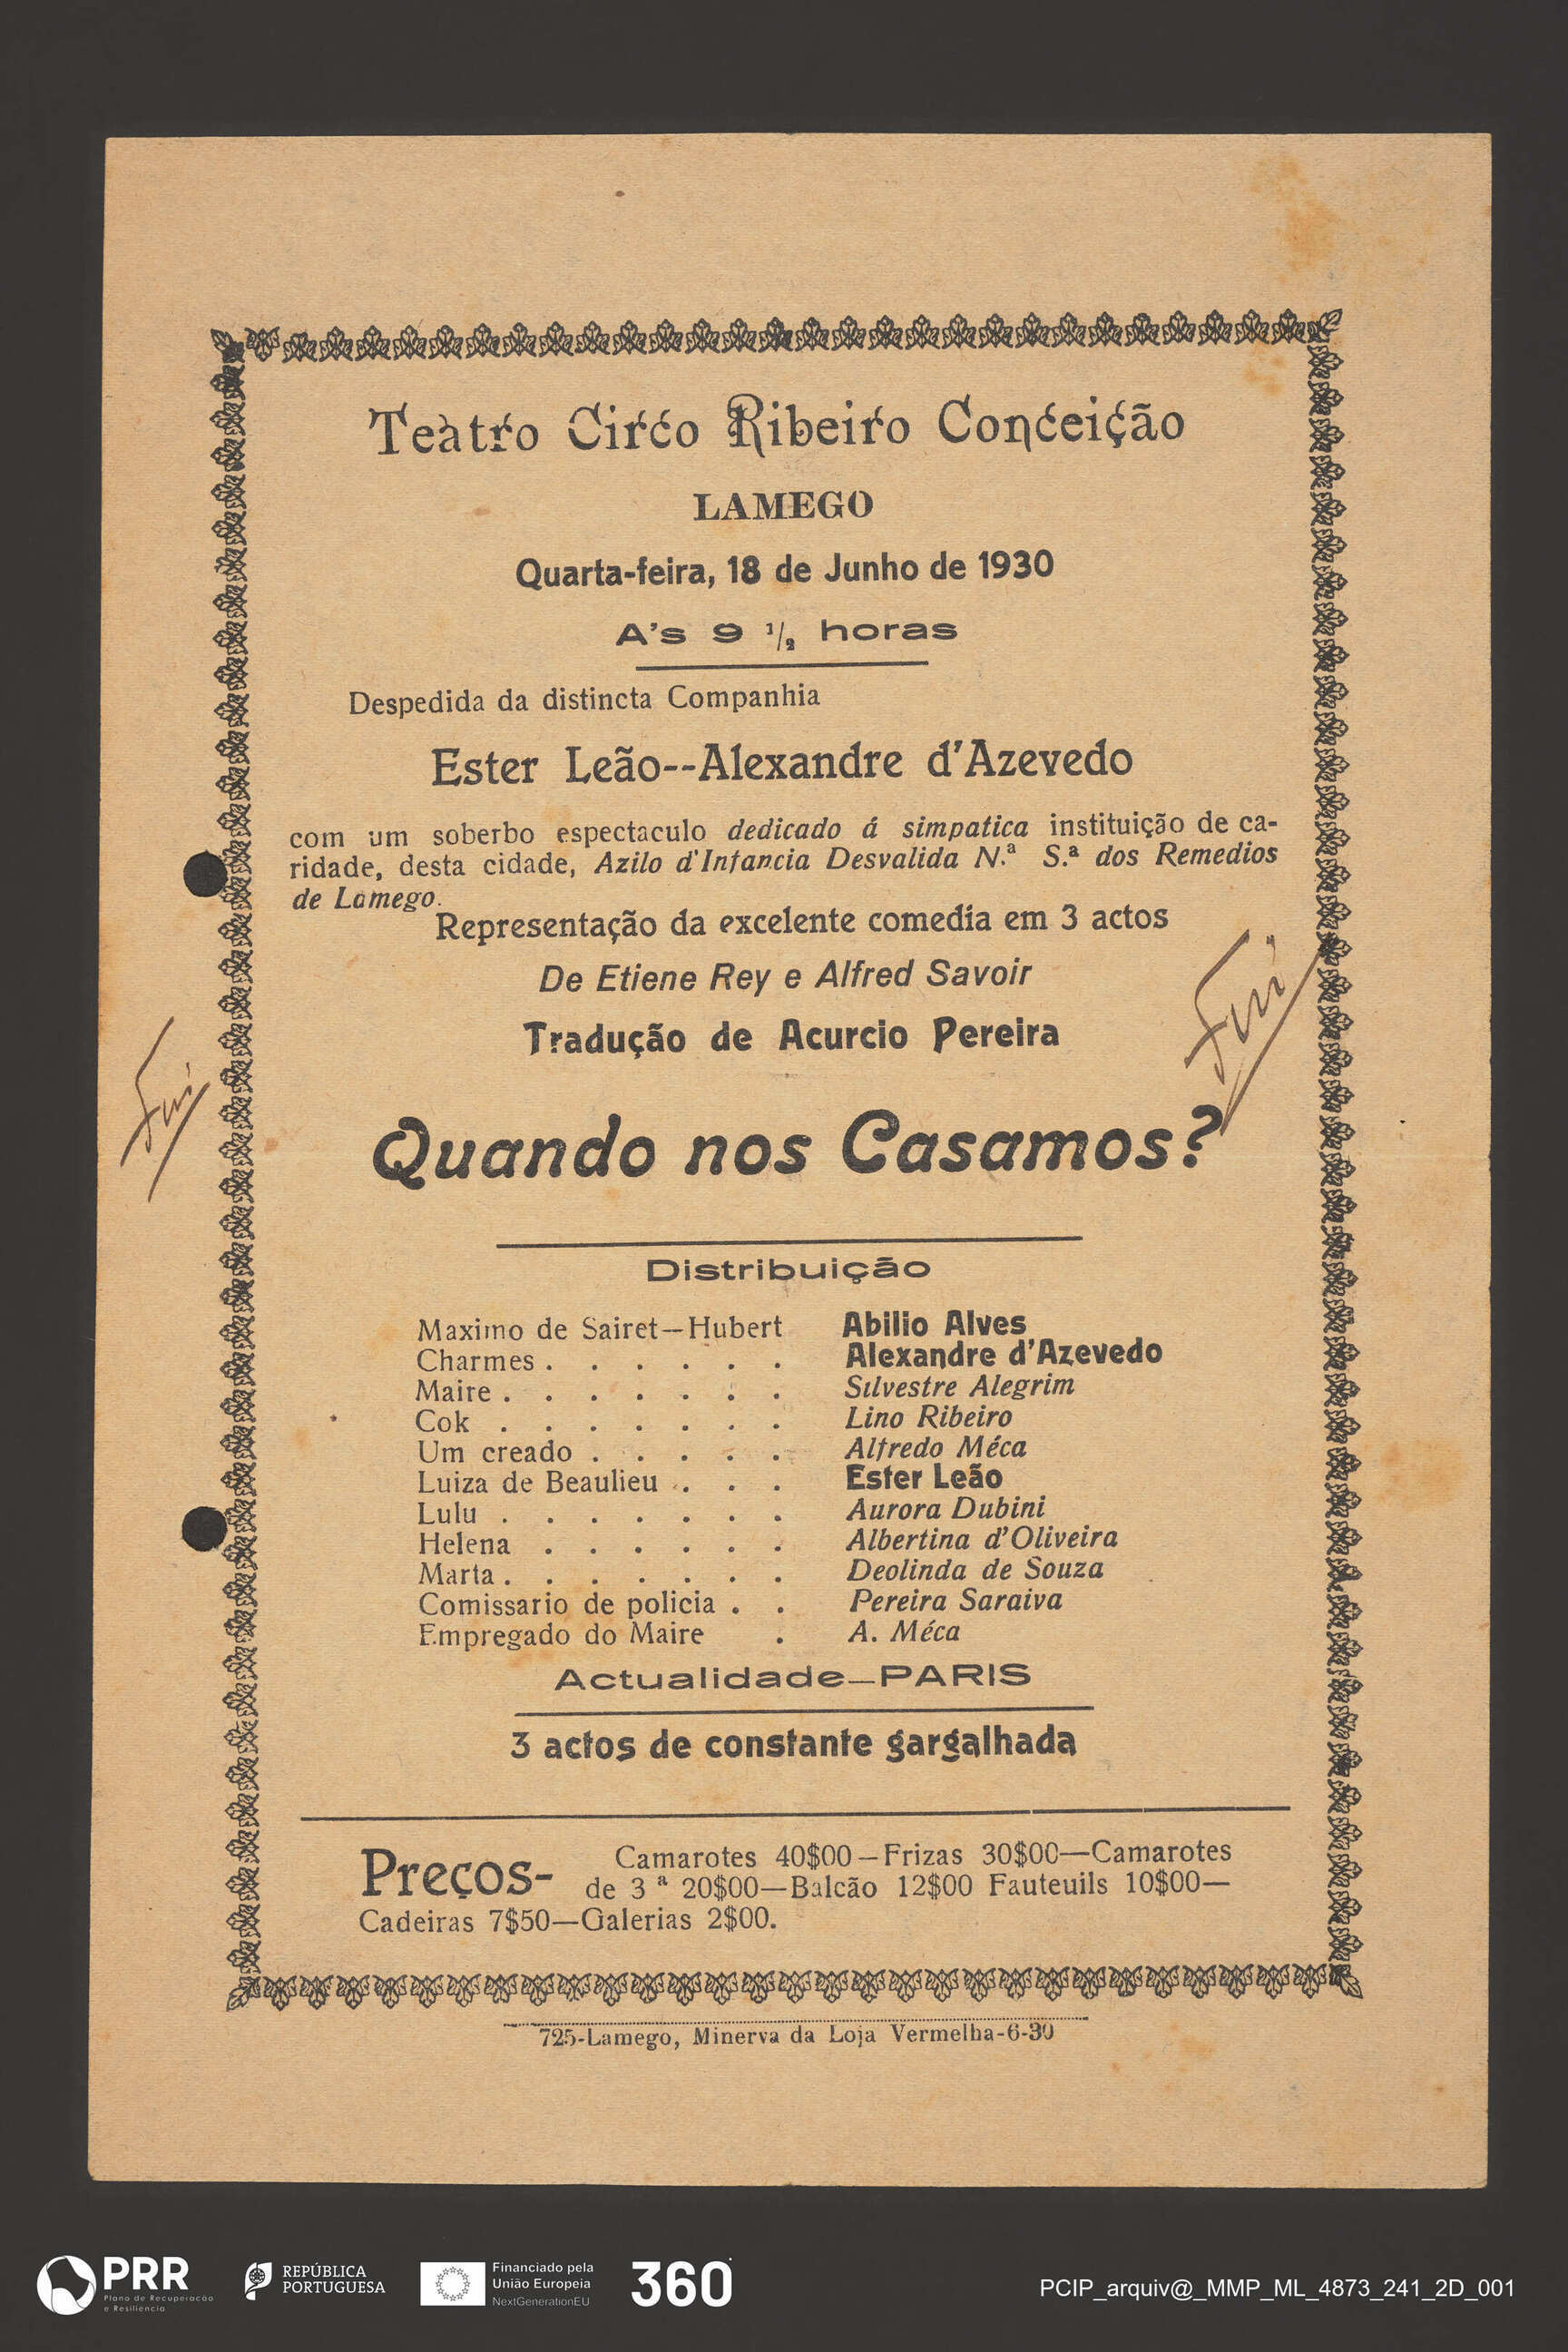 Teatro Circo Ribeiro Conceição
LAMEGO
Quarta-feira, 18 de Junho de 1930
A's 9 1/2 horas
Despedida da distincta Companhia
Ester Leão--Alexandre d'Azevedo
com um soberbo espectaculo dedicado á simpatica instituição de ca-
ridade, desta cidade, Azilo d'Infancia Desvalida N.ª S.ª dos Remedios
de Lamego.
Representação da excelente comedia em 3 actos
De Etiene Rey e Alfred Savoir
Tradução de Acurcio Pereira
Fui
Fui
Quando nos Casamos?
Distribuição
Maximo de Sairet—Hubert Abilio Alves
Charmes . . . . . . Alexandre d'Azevedo
Maire . . . . . . . Silvestre Alegrim
Cok . . . . . . . Lino Ribeiro
Um creado . . . . . Alfredo Méca
Luiza de Beaulieu . . . Ester Leão
Lulu . . . . . . . Aurora Dubini
Helena . . . . . . Albertina d'Oliveira
Marta . . . . . . . Deolinda de Souza
Comissario de policia . . Pereira Saraiva
Empregado do Maire . A. Méca
Actualidade—PARIS
3 actos de constante gargalhada
Preços- Camarotes 40$00—Frizas 30$00—Camarotes
de 3 ª 20$00—Balcão 12$00 Fauteuils 10$00—
Cadeiras 7$50—Galerias 2$00.
725-Lamego, Minerva da Loja Vermelha-6-30
PRR
Plano de Recuperação
e Resiliência
REPÚBLICA
PORTUGUESA
Financiado pela
União Europeia
NextGenerationEU
360
PCIP_arquiv@_MMP_ML_4873_241_2D_001